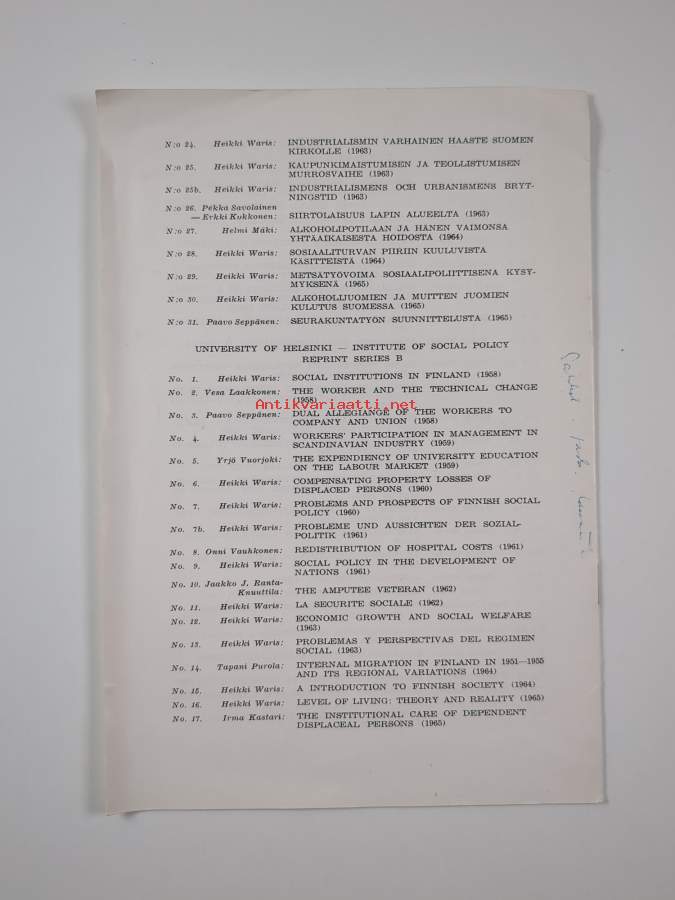 N:o 24. Heikki Waris: INDUSTRIALISMIN VARHAINEN HAASTE SUOMEN
KIRKOLLE (1963)
N:o 25. Heikki Waris: KAUPUNKIMAISTUMISEN JA TEOLLISTUMISEN
MURROSVAIHE (1963)
N:o 25b. Heikki Waris: INDUSTRIALISMENS OCH URBANISMENS BRYT-
NINGSTID (1963)
N:o 26. Pekka Savolainen
— Erkki Kukkonen: SIIRTOLAISUUS LAPIN ALUEELTA (1963)
N:o 27. Helmi Mäki: ALKOHOLIPOTILAAN JA HÄNEN VAIMONSA
YHTÄAIKAISESTA HOIDOSTA (1964)
N:o 28. Heikki Waris: SOSIAALITURVAN PIIRIIN KUULUVISTA
KÄSITTEISTÄ (1964)
N:o 29. Heikki Waris: METSÄTYÖVOIMA SOSIAALIPOLIITTISENA KYSY-
MYKSENÄ (1965)
N:o 30. Heikki Waris: ALKOHOLIJUOMIEN JA MUITTEN JUOMIEN
KULUTUS SUOMESSA (1965)
N:o 31. Paavo Seppänen: SEURAKUNTATYÖN SUUNNITTELUSTA (1965)
UNIVERSITY OF HELSINKI — INSTITUTE OF SOCIAL POLICY
REPRINT SERIES B
No. 1. Heikki Waris: SOCIAL INSTITUTIONS IN FINLAND (1958)
No. 2. Vesa Laakkonen: THE WORKER AND THE TECHNICAL CHANGE
(1958)
Antikvariaatti.net
No. 3. Paavo Seppänen: DUAL ALLEGIANCE OF THE WORKERS TO
COMPANY AND UNION (1958)
No. 4. Heikki Waris: WORKERS' PARTICIPATION IN MANAGEMENT IN
SCANDINAVIAN INDUSTRY (1959)
No. 5. Yrjö Vuorjoki: THE EXPENDIENCY OF UNIVERSITY EDUCATION
ON THE LABOUR MARKET (1959)
No. 6. Heikki Waris: COMPENSATING PROPERTY LOSSES OF
DISPLACED PERSONS (1960)
No. 7. Heikki Waris: PROBLEMS AND PROSPECTS OF FINNISH SOCIAL
POLICY (1960)
No. 7b. Heikki Waris: PROBLEME UND AUSSICHTEN DER SOZIAL-
POLITIK (1961)
No. 8. Onni Vauhkonen: REDISTRIBUTION OF HOSPITAL COSTS (1961)
No. 9. Heikki Waris: SOCIAL POLICY IN THE DEVELOPMENT OF
NATIONS (1961)
No. 10. Jaakko J. Ranta-
Knuuttila: THE AMPUTEE VETERAN (1962)
No. 11. Heikki Waris: LA SECURITE SOCIALE (1962)
No. 12. Heikki Waris: ECONOMIC GROWTH AND SOCIAL WELFARE
(1963)
No. 13. Heikki Waris: PROBLEMAS Y PERSPECTIVAS DEL REGIMEN
SOCIAL (1963)
No. 14. Tapani Purola: INTERNAL MIGRATION IN FINLAND IN 1951—1955
AND ITS REGIONAL VARIATIONS (1964)
No. 15. Heikki Waris: A INTRODUCTION TO FINNISH SOCIETY (1964)
No. 16. Heikki Waris: LEVEL OF LIVING: THEORY AND REALITY (1965)
No. 17. Irma Kastari: THE INSTITUTIONAL CARE OF DEPENDENT
DISPLACEAL PERSONS (1965)